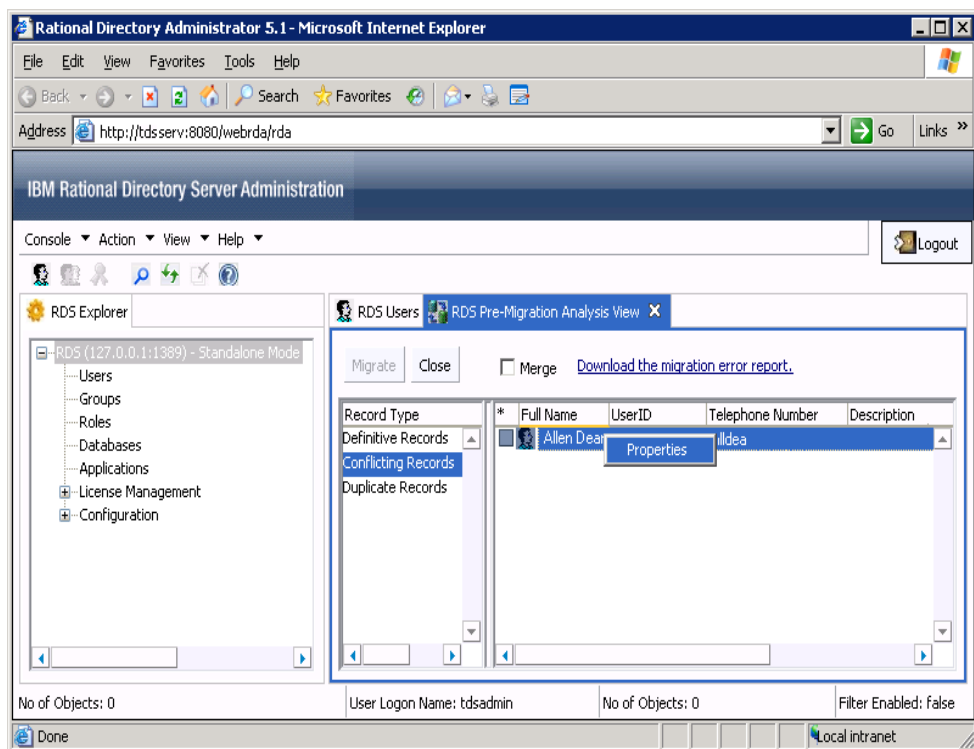 Rational Directory Administrator 5.1 - Microsoft Internet Explorer
File Edit View Favorites Tools Help
Back Search Favorites
Address http://tdsserv:8080/webrda/rda Go Links »
IBM Rational Directory Server Administration
Console Action View Help
Logout
RDS Explorer
RDS (127.0.0.1:1389) - Standalone Mode
Users
Groups
Roles
Databases
Applications
License Management
Configuration
RDS Users RDS Pre-Migration Analysis View X
Migrate Close Merge Download the migration error report.
Record Type
Definitive Records
Conflicting Records
Duplicate Records
* Full Name UserID Telephone Number Description
Allen Dean
Properties
No of Objects: 0 User Logon Name: tdsadmin No of Objects: 0 Filter Enabled: false
Done Local intranet